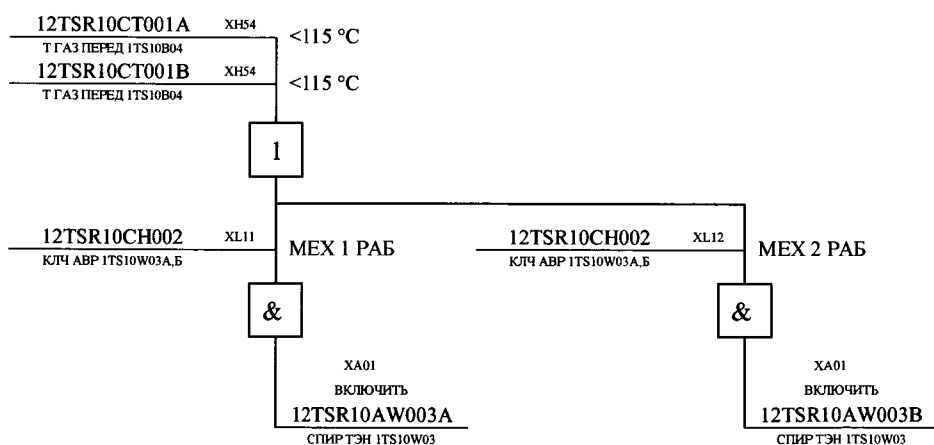 12TSR10CT001A XH54 <115 °C
Т ГАЗ ПЕРЕД 1TS10B04
12TSR10CT001B XH54 <115 °C
Т ГАЗ ПЕРЕД 1TS10B04
1
12TSR10CH002 XL11 МЕХ 1 РАБ 12TSR10CH002 XL12 МЕХ 2 РАБ
КЛЧ АВР 1TS10W03А,Б КЛЧ АВР 1TS10W03А,Б
& &
XA01 XA01
ВКЛЮЧИТЬ ВКЛЮЧИТЬ
12TSR10AW003A 12TSR10AW003B
СПИР ТЭН 1TS10W03 СПИР ТЭН 1TS10W03